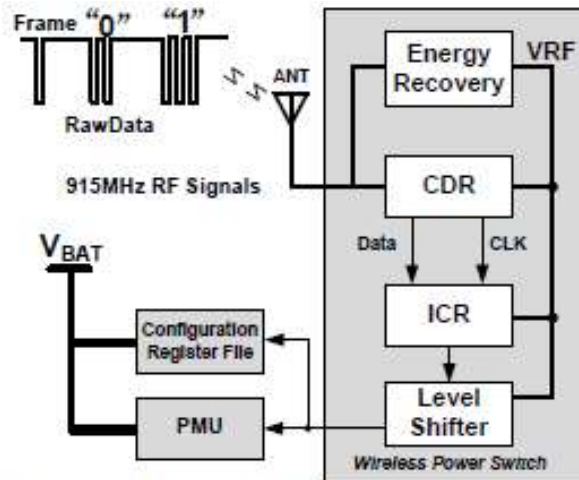 Frame "0" "1"
RawData
915MHz RF Signals
ANT
Energy
Recovery
VRF
CDR
Data
CLK
ICR
Level
Shifter
Wireless Power Switch
VBAT
Configuration
Register File
PMU